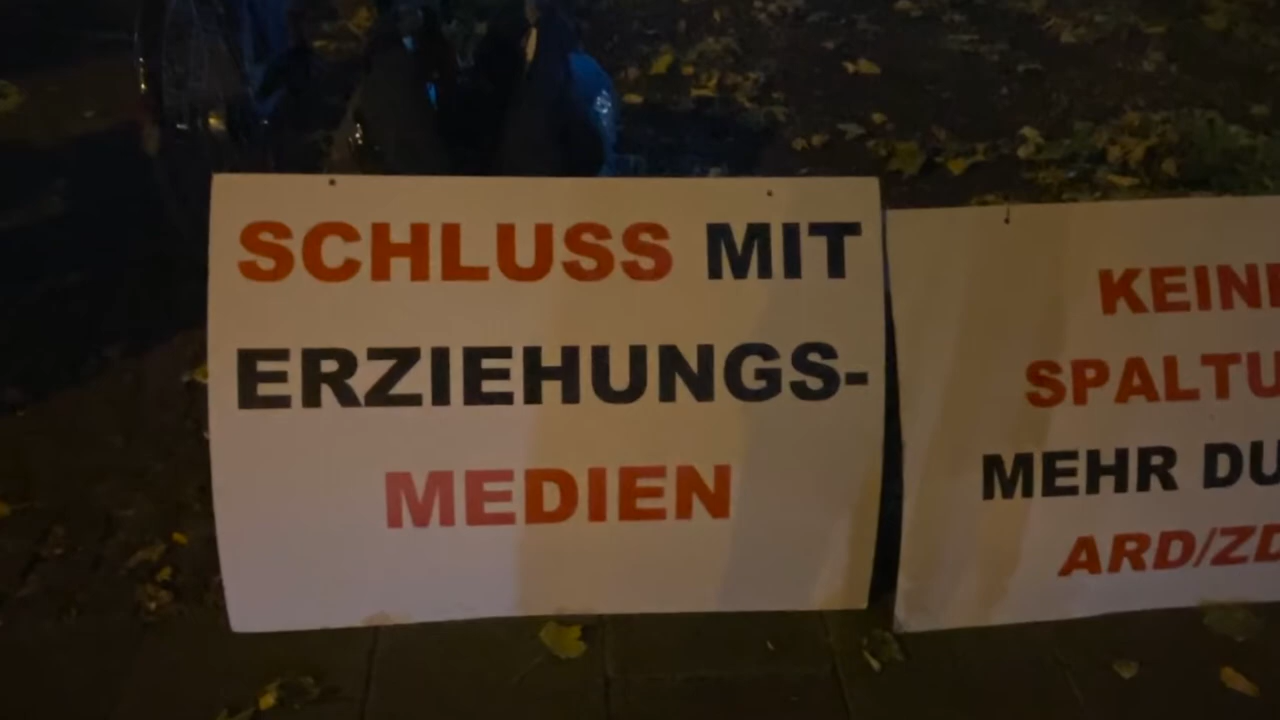 SCHLUSS MIT
ERZIEHUNGS-
MEDIEN
KEIN
SPALTU
MEHR DU
ARD/ZD